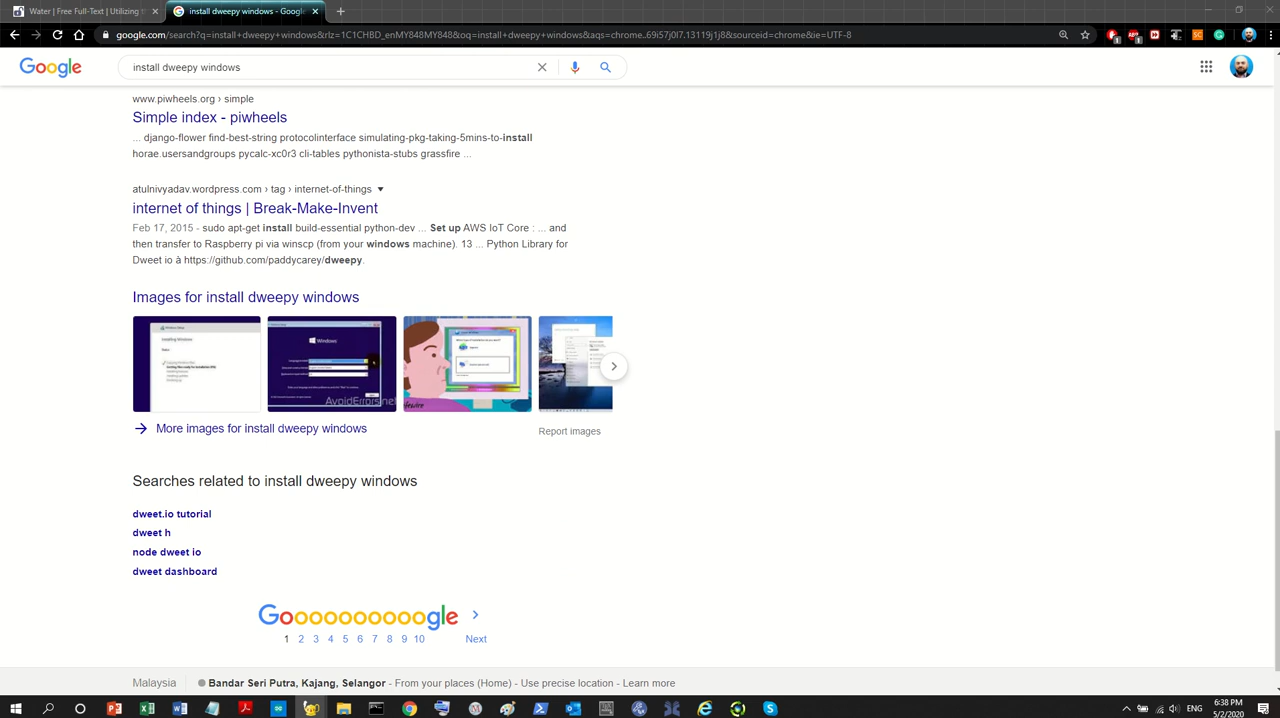 Water | Free Full-Text | Utilizing t
install dweepy windows - Google
google.com/search?q=install+dweepy+windows&rlz=1C1CHBD_enMY848MY848&oq=install+dweepy+windows&aqs=chrome..69i57j0l7.13119j1j8&sourceid=chrome&ie=UTF-8
Google
install dweepy windows
www.piwheels.org › simple
Simple index - piwheels
... django-flower find-best-string protocolinterface simulating-pkg-taking-5mins-to-install
horae.usersandgroups pycalc-xc0r3 cli-tables pythonista-stubs grassfire ...
atulnivyadav.wordpress.com › tag › internet-of-things
internet of things | Break-Make-Invent
Feb 17, 2015 - sudo apt-get install build-essential python-dev ... Set up AWS IoT Core : ... and
then transfer to Raspberry pi via winscp (from your windows machine). 13 ... Python Library for
Dweet io à https://github.com/paddycarey/dweepy.
Images for install dweepy windows
Windows
AvoidErrors.net
More images for install dweepy windows
Report images
Searches related to install dweepy windows
dweet.io tutorial
dweet h
node dweet io
dweet dashboard
Goooooooooogle
1 2 3 4 5 6 7 8 9 10 Next
Malaysia
Bandar Seri Putra, Kajang, Selangor - From your places (Home) - Use precise location - Learn more
ENG
6:38 PM
5/2/2020